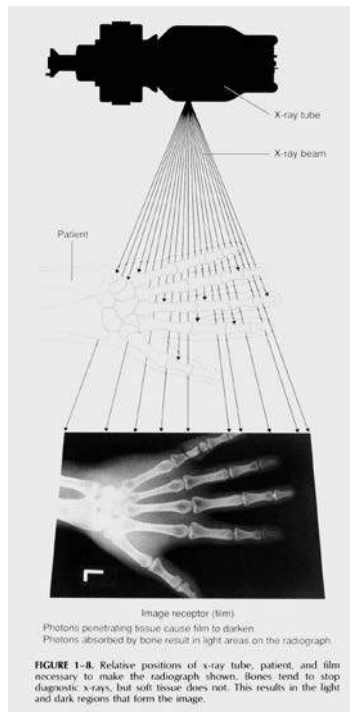 X-ray tube
X-ray beam
Patient
L
Image receptor (film)
Photons penetrating tissue cause film to darken.
Photons absorbed by bone result in light areas on the radiograph.
FIGURE 1–8. Relative positions of x-ray tube, patient, and film
necessary to make the radiograph shown. Bones tend to stop
diagnostic x-rays, but soft tissue does not. This results in the
light and dark regions that form the image.